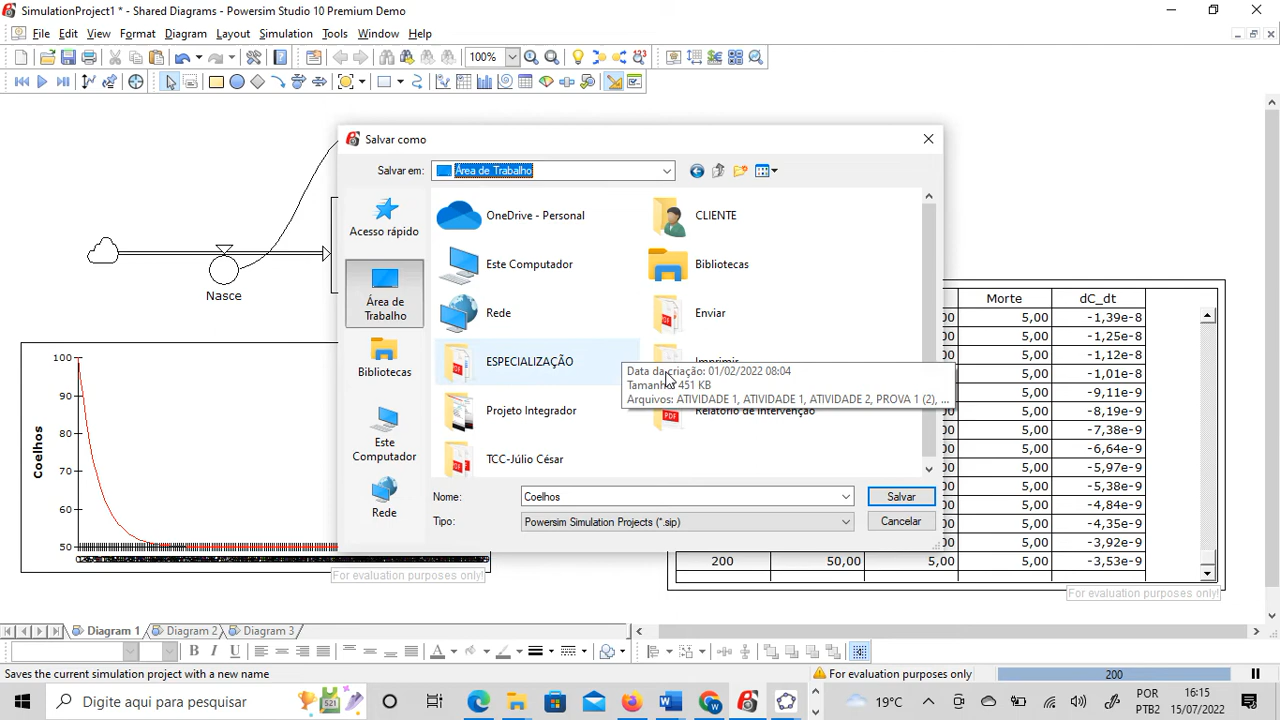 SimulationProject1 * - Shared Diagrams - Powersim Studio 10 Premium Demo
File Edit View Format Diagram Layout Simulation Tools Window Help
100%
Salvar como
Salvar em: Área de Trabalho
Acesso rápido
Área de Trabalho
Bibliotecas
Este Computador
Rede
OneDrive - Personal
CLIENTE
Este Computador
Bibliotecas
Rede
Enviar
ESPECIALIZAÇÃO
Imprimir
Projeto Integrador
Relatório de Intervenção
TCC-Júlio César
Data da criação: 01/02/2022 08:04
Tamanho: 451 KB
Arquivos: ATIVIDADE 1, ATIVIDADE 1, ATIVIDADE 2, PROVA 1 (2), ...
Nome: Coelhos
Salvar
Tipo: Powersim Simulation Projects (*.sip)
Cancelar
Nasce
100
90
80
70
60
50
Coelhos
For evaluation purposes only!
Morte dC_dt
00 5,00 -1,39e-8
5,00 -1,25e-8
00 5,00 -1,12e-8
5,00 -1,01e-8
-9,11e-9
-8,19e-9
00 5,00 -7,38e-9
00 5,00 -6,64e-9
00 5,00 -5,97e-9
00 5,00 -5,38e-9
00 5,00 -4,84e-9
00 5,00 -4,35e-9
00 5,00 -3,92e-9
200 50,00 5,00 5,00 -3,53e-9
For evaluation purposes only!
Diagram 1 Diagram 2 Diagram 3
B I U A
Saves the current simulation project with a new name
For evaluation purposes only
200
Digite aqui para pesquisar
521
19°C
POR
PTB2
16:15
15/07/2022